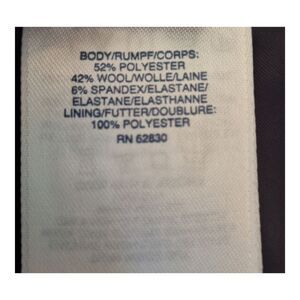 BODY/RUMPF/CORPS:
52% POLYESTER
42% WOOL/WOLLE/LAINE
6% SPANDEX/ELASTANE/
ELASTANE/ELASTHANNE
LINING/FUTTER/DOUBLURE:
100% POLYESTER
RN 62830